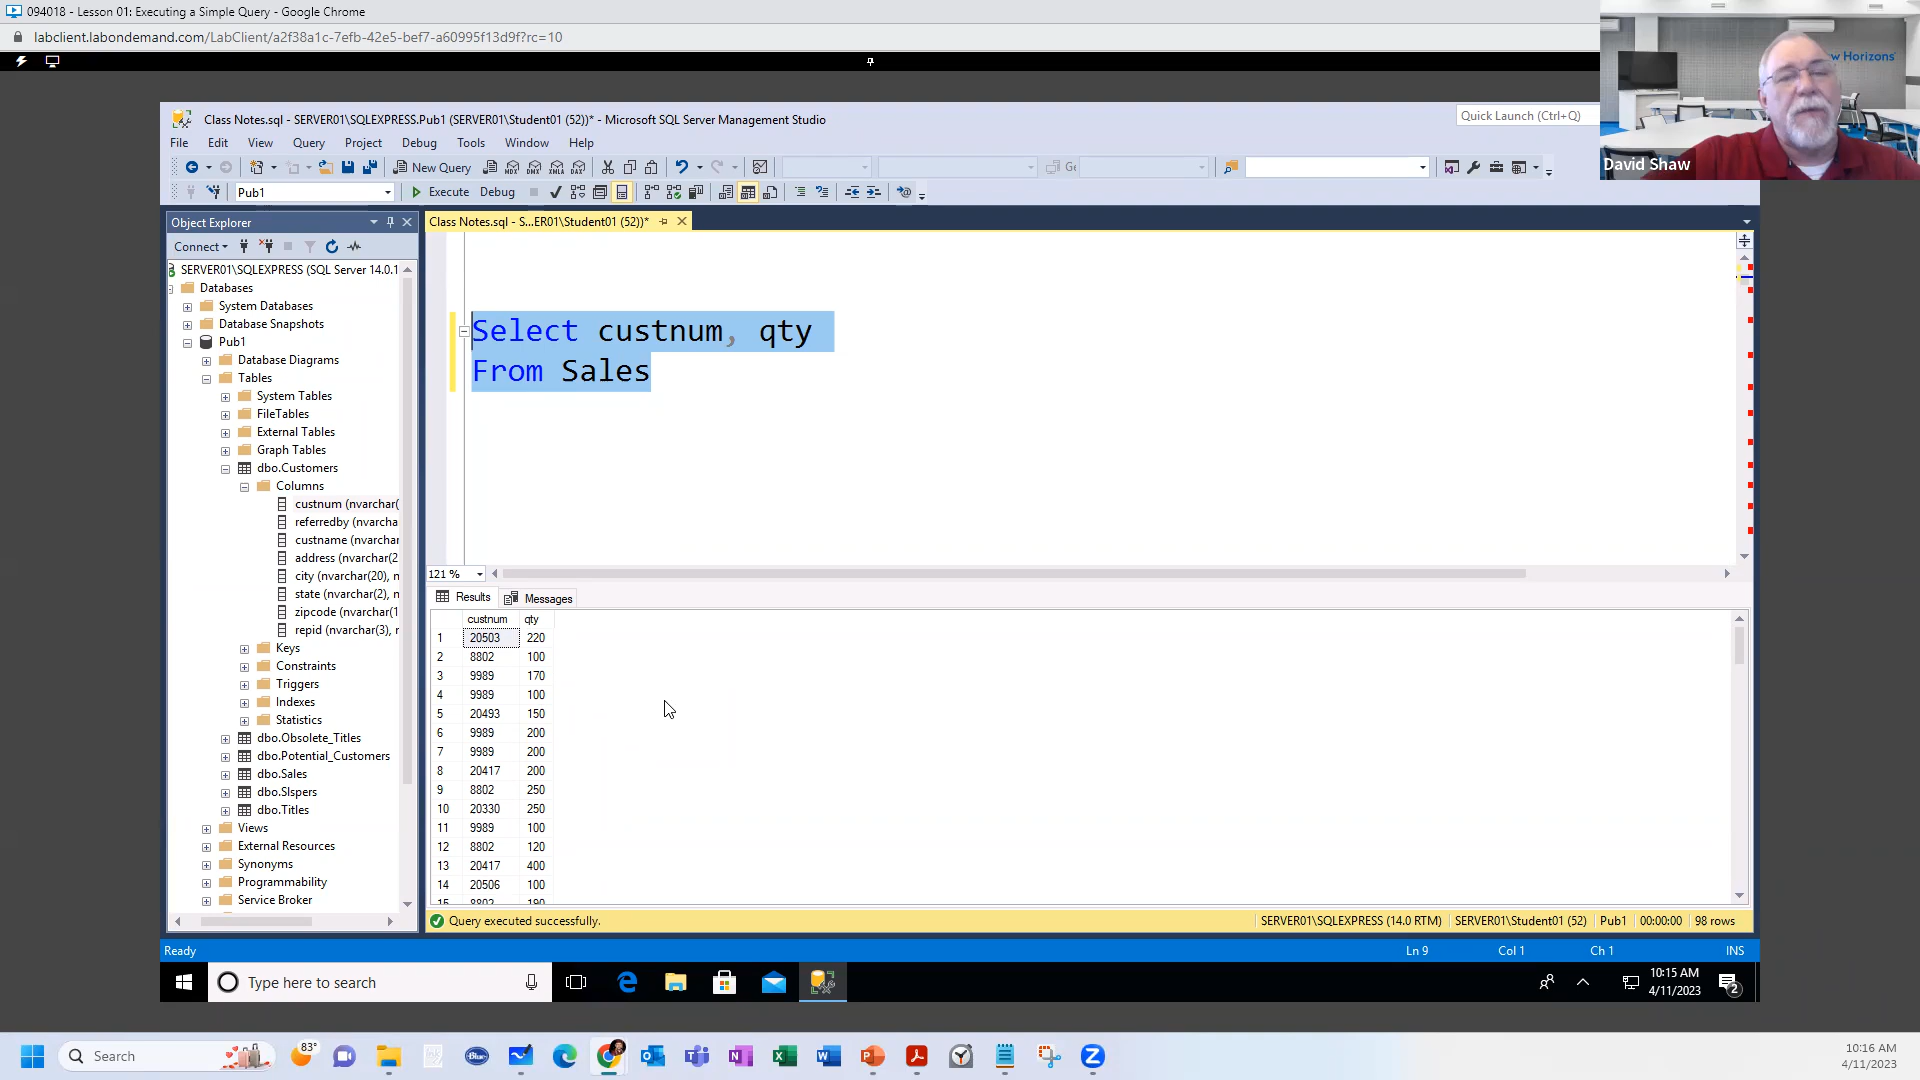 094018 - Lesson 01: Executing a Simple Query - Google Chrome
labclient.labondemand.com/LabClient/a2f38a1c-7efb-42e5-bef7-a60995f13d9f?rc=10
w Horizons
David Shaw
Class Notes.sql - SERVER01\SQLEXPRESS.Pub1 (SERVER01\Student01 (52))* - Microsoft SQL Server Management Studio
Quick Launch (Ctrl+Q)
File Edit View Query Project Debug Tools Window Help
New Query
Pub1 Execute Debug
Object Explorer
Class Notes.sql - S...ER01\Student01 (52))*
Connect
SERVER01\SQLEXPRESS (SQL Server 14.0.1
Databases
System Databases
Database Snapshots
Pub1
Database Diagrams
Tables
System Tables
FileTables
External Tables
Graph Tables
dbo.Customers
Columns
custnum (nvarchar(
referredby (nvarcha
custname (nvarchar
address (nvarchar(2
city (nvarchar(20), n
state (nvarchar(2), n
zipcode (nvarchar(1
repid (nvarchar(3), r
Keys
Constraints
Triggers
Indexes
Statistics
dbo.Obsolete_Titles
dbo.Potential_Customers
dbo.Sales
dbo.Slspers
dbo.Titles
Views
External Resources
Synonyms
Programmability
Service Broker
Select custnum, qty
From Sales
121 %
Results Messages
custnum qty
1 20503 220
2 8802 100
3 9989 170
4 9989 100
5 20493 150
6 9989 200
7 9989 200
8 20417 200
9 8802 250
10 20330 250
11 9989 100
12 8802 120
13 20417 400
14 20506 100
15 8802 190
Query executed successfully. SERVER01\SQLEXPRESS (14.0 RTM) SERVER01\Student01 (52) Pub1 00:00:00 98 rows
Ready Ln 9 Col 1 Ch 1 INS
Type here to search
10:15 AM
4/11/2023
2
Search
83°
10:16 AM
4/11/2023